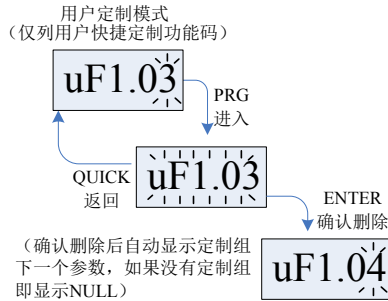 用户定制模式
（仅列用户快捷定制功能码）
uF1.03
PRG
进入
QUICK
返回
uF1.03
ENTER
确认删除
（确认删除后自动显示定制组
下一个参数，如果没有定制组
即显示NULL）
uF1.04